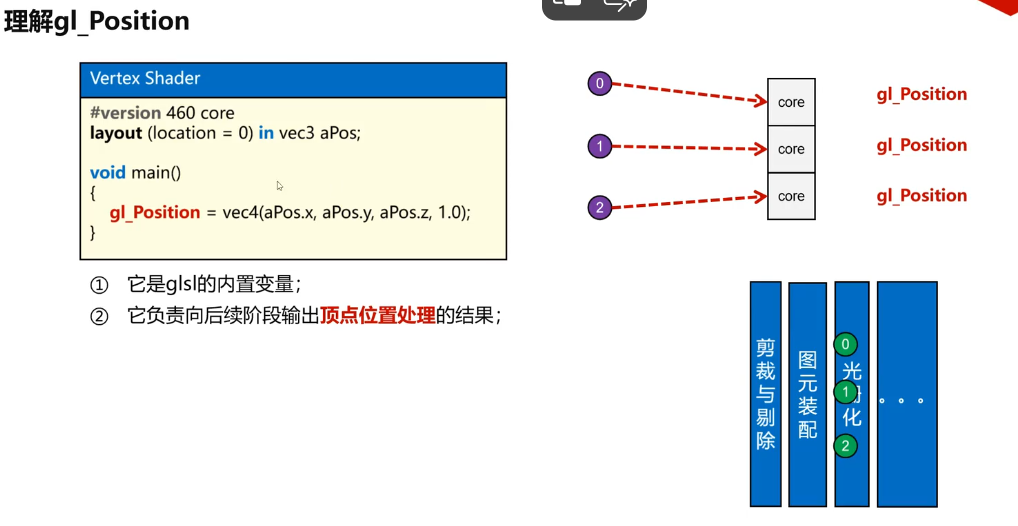 理解gl_Position
Vertex Shader
#version 460 core
layout (location = 0) in vec3 aPos;
void main()
{
gl_Position = vec4(aPos.x, aPos.y, aPos.z, 1.0);
}
① 它是glsl的内置变量；
② 它负责向后续阶段输出顶点位置处理的结果；
0
core
gl_Position
1
core
gl_Position
2
core
gl_Position
剪裁与剔除
图元装配
光栅化
0
1
2
。。。